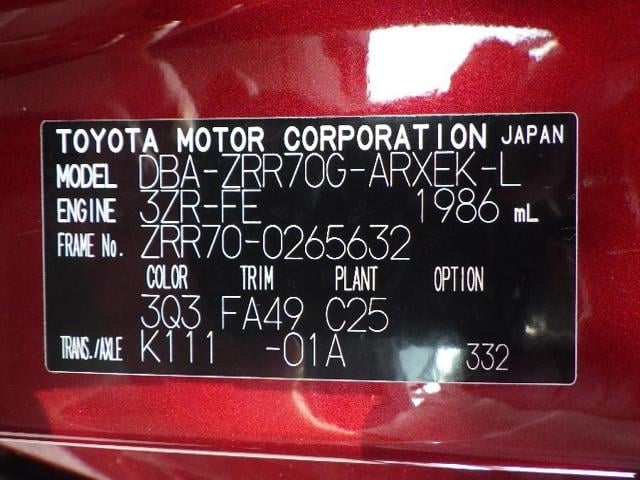 TOYOTA MOTOR CORPORATION JAPAN
MODEL DBA-ZRR70G-ARXEK-L
ENGINE 3ZR-FE 1986 mL
FRAME No. ZRR70-0265632
COLOR TRIM PLANT OPTION
3Q3 FA49 C25
TRANS./AXLE K111 -01A 332